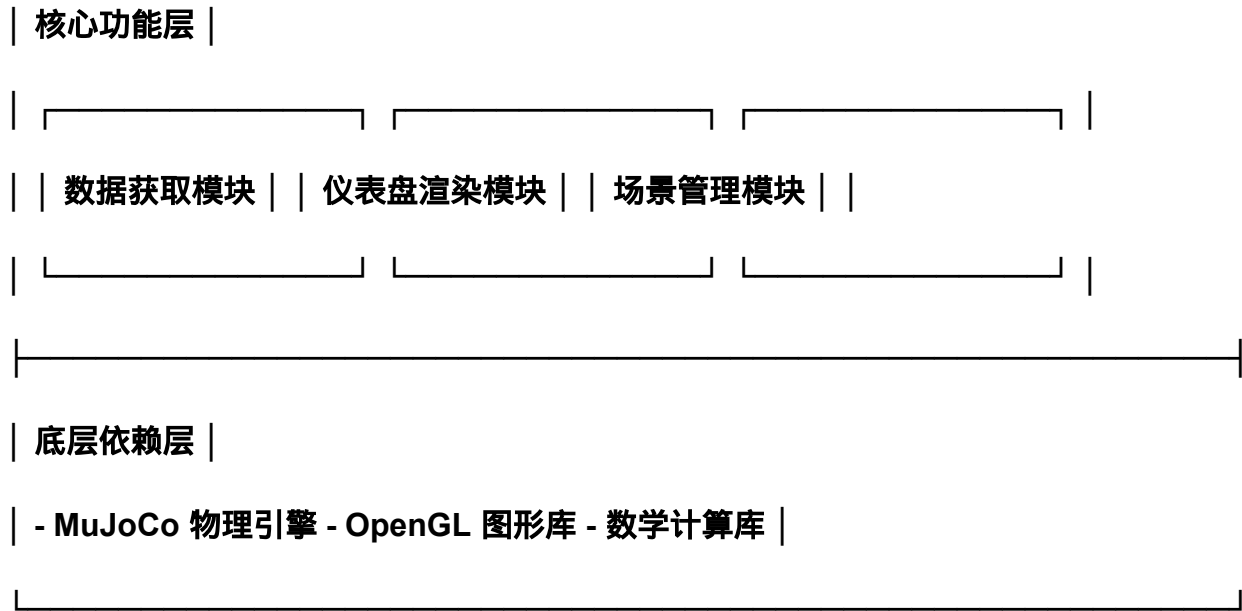 │ 核心功能层 │
│ ┌─────────────┐ ┌─────────────┐ ┌─────────────┐ │
│ │ 数据获取模块 │ │ 仪表盘渲染模块 │ │ 场景管理模块 │ │
│ └─────────────┘ └─────────────┘ └─────────────┘ │
├──────────────────────────────────────────────────┤
│ 底层依赖层 │
│ - MuJoCo 物理引擎 - OpenGL 图形库 - 数学计算库 │
└──────────────────────────────────────────────────┘